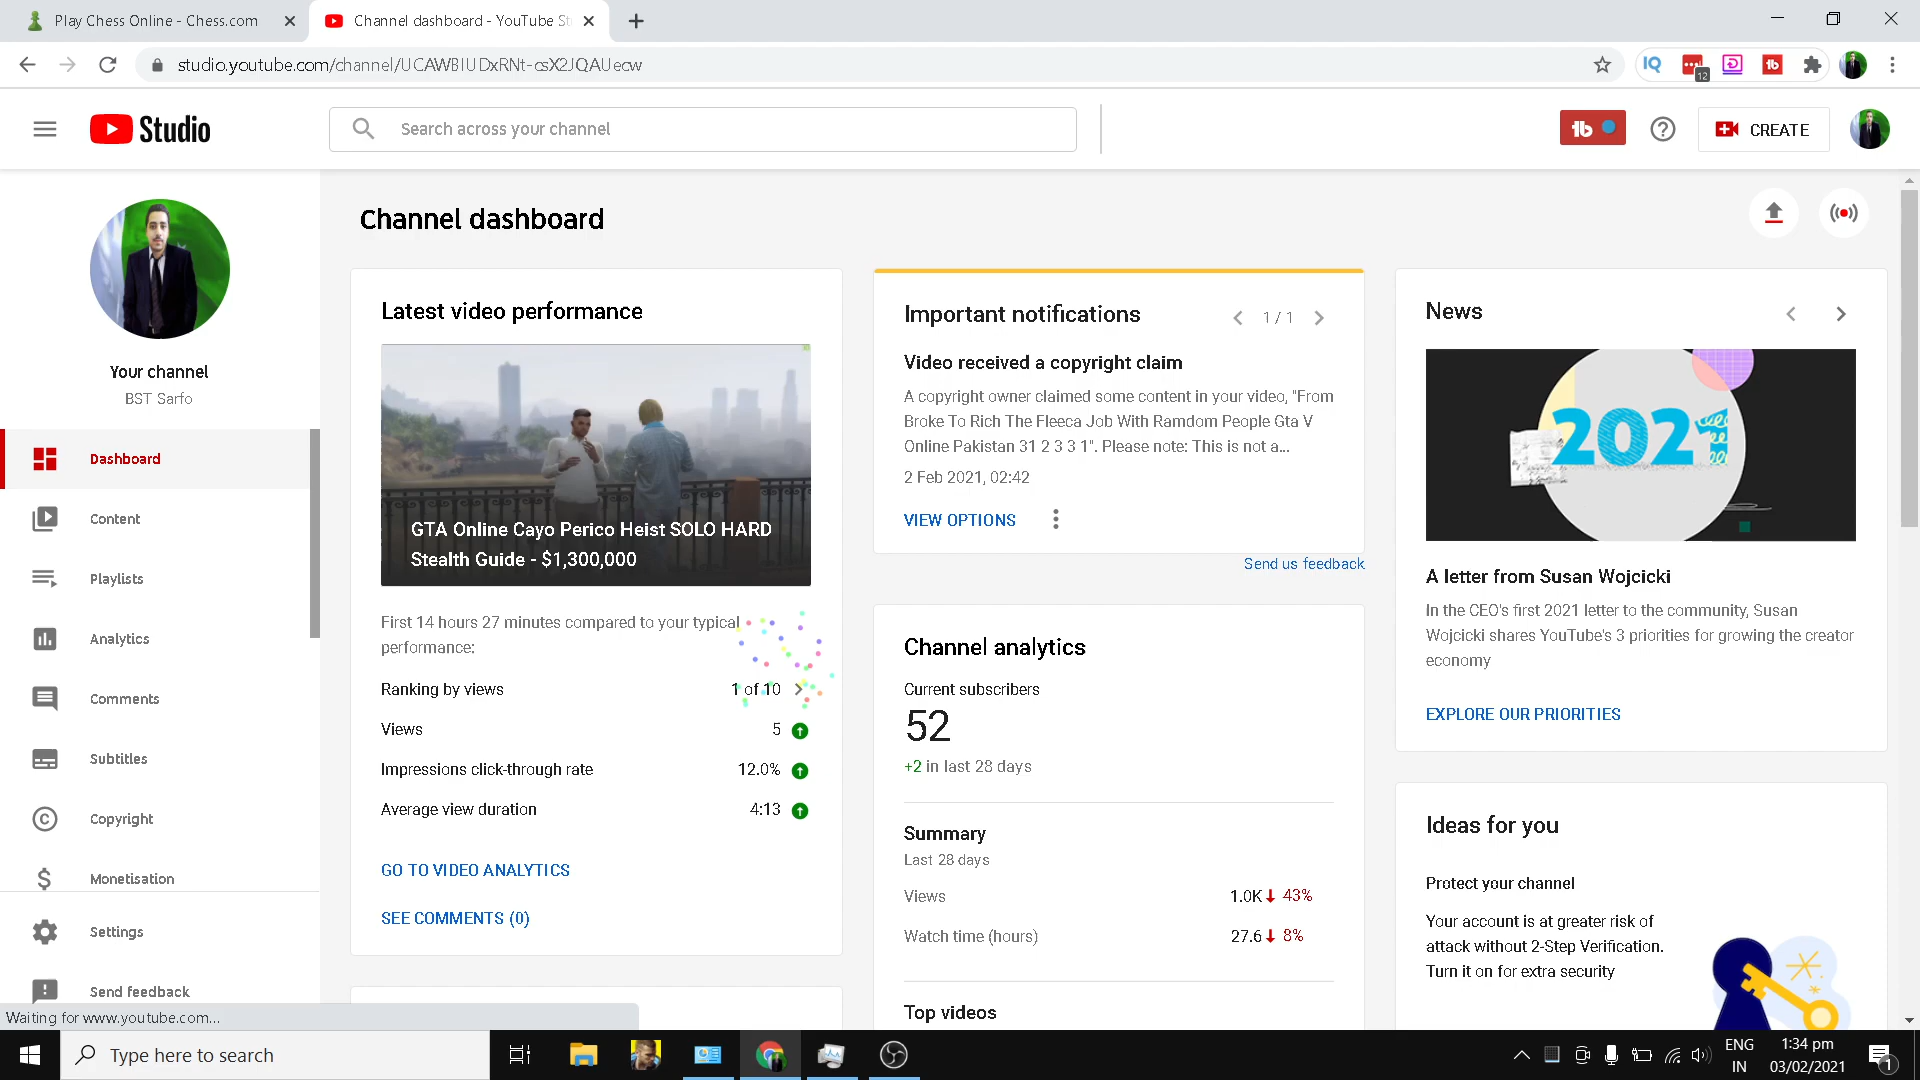 Play Chess Online - Chess.com
Channel dashboard - YouTube St
studio.youtube.com/channel/UCAWBIUDxRNt-csX2JQAUecw
IQ
12
Studio
Search across your channel
CREATE
Your channel
BST Sarfo
Dashboard
Content
Playlists
Analytics
Comments
Subtitles
Copyright
Monetisation
Settings
Send feedback
Waiting for www.youtube.com...
Channel dashboard
Latest video performance
GTA Online Cayo Perico Heist SOLO HARD
Stealth Guide - $1,300,000
First 14 hours 27 minutes compared to your typical
performance:
Ranking by views 1 of 10
Views 5
Impressions click-through rate 12.0%
Average view duration 4:13
GO TO VIDEO ANALYTICS
SEE COMMENTS (0)
Important notifications 1 / 1
Video received a copyright claim
A copyright owner claimed some content in your video, "From
Broke To Rich The Fleeca Job With Ramdom People Gta V
Online Pakistan 31 2 3 3 1". Please note: This is not a...
2 Feb 2021, 02:42
VIEW OPTIONS
Send us feedback
Channel analytics
Current subscribers
52
+2 in last 28 days
Summary
Last 28 days
Views 1.0K 43%
Watch time (hours) 27.6 8%
Top videos
News
2021
A letter from Susan Wojcicki
In the CEO's first 2021 letter to the community, Susan
Wojcicki shares YouTube's 3 priorities for growing the creator
economy
EXPLORE OUR PRIORITIES
Ideas for you
Protect your channel
Your account is at greater risk of
attack without 2-Step Verification.
Turn it on for extra security
Type here to search
ENG
IN
1:34 pm
03/02/2021
1